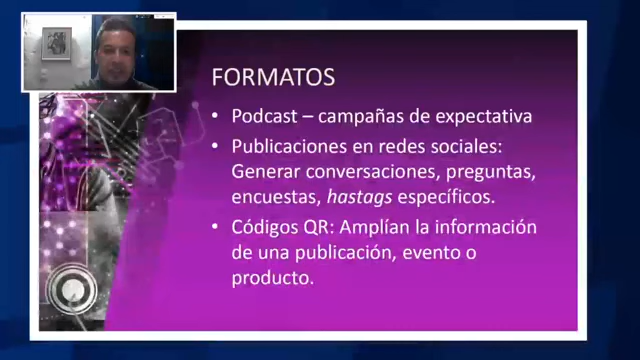 FORMATOS
• Podcast – campañas de expectativa
• Publicaciones en redes sociales:
Generar conversaciones, preguntas,
encuestas, hastags específicos.
• Códigos QR: Amplían la información
de una publicación, evento o
producto.